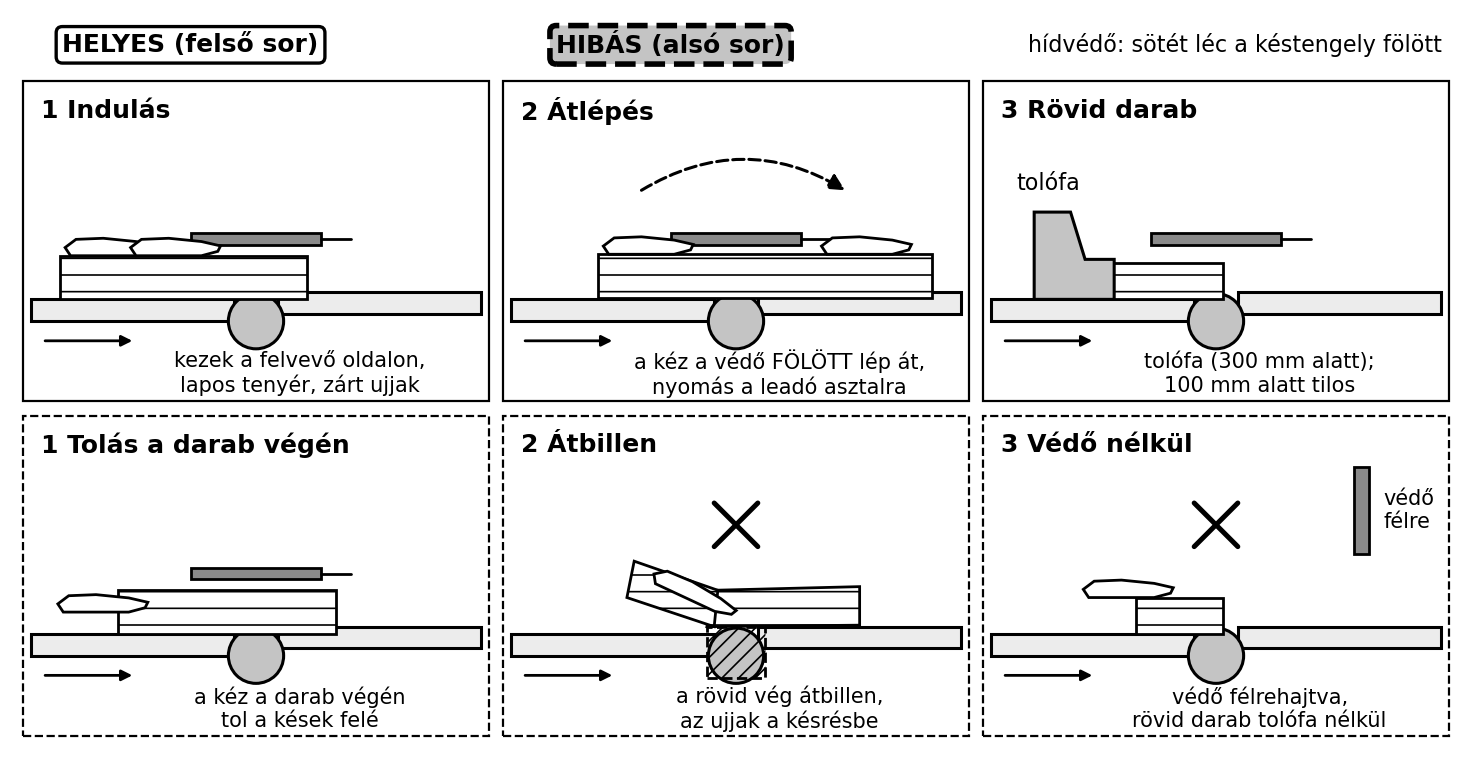 HELYES (felső sor)
HIBÁS (alsó sor)
hídvédő: sötét léc a késtengely fölött
1 Indulás
kezek a felvevő oldalon,
lapos tenyér, zárt ujjak
2 Átlépés
a kéz a védő FÖLÖTT lép át,
nyomás a leadó asztalra
3 Rövid darab
tolófa
tolófa (300 mm alatt);
100 mm alatt tilos
1 Tolás a darab végén
a kéz a darab végén
tol a kések felé
2 Átbillen
a rövid vég átbillen,
az ujjak a késrésbe
3 Védő nélkül
védő
félre
védő félrehajtva,
rövid darab tolófa nélkül